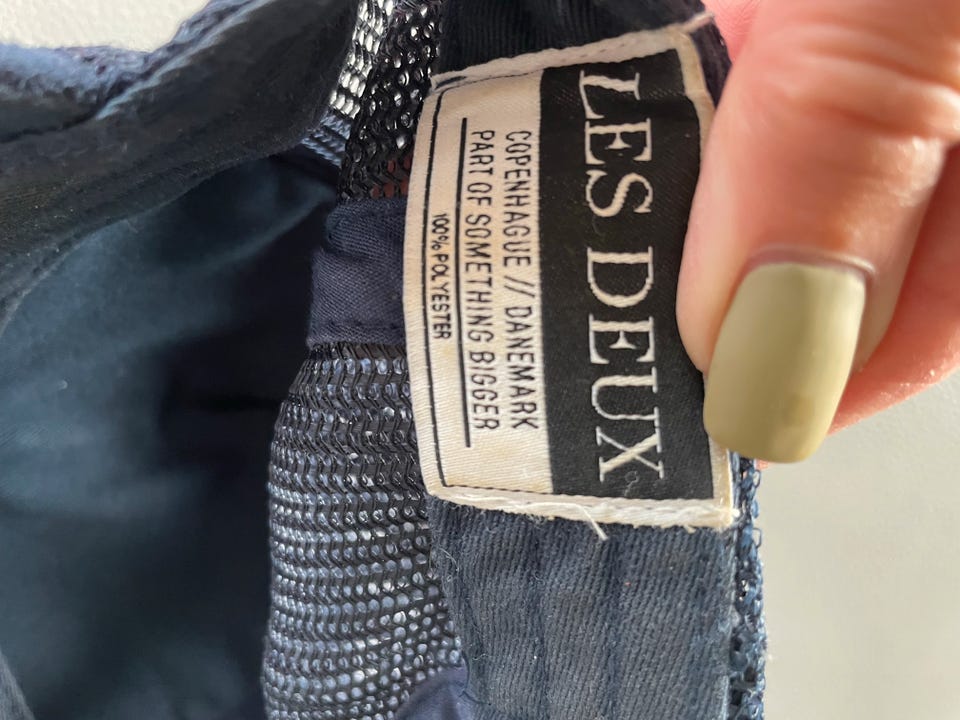 LES DEUX
COPENHAGUE // DANEMARK
PART OF SOMETHING BIGGER
100% POLYESTER